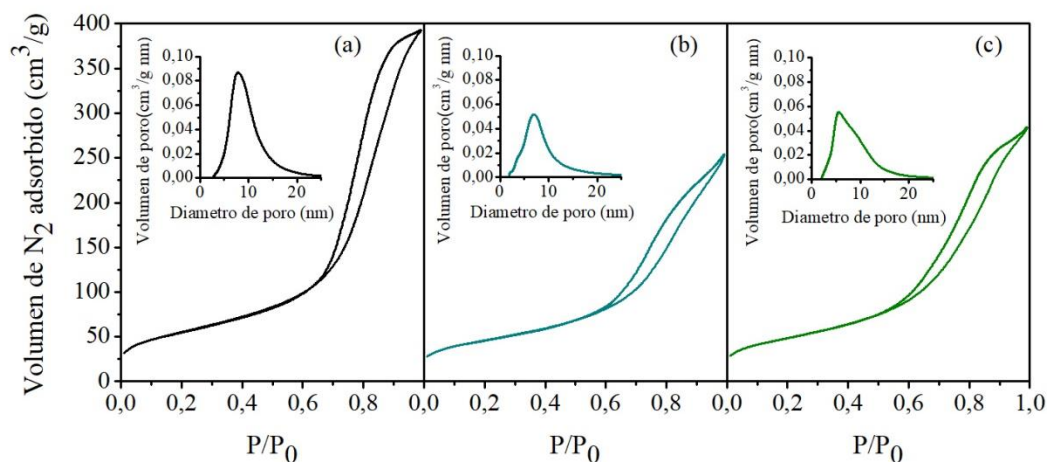 Volumen de N2 adsorbido (cm3/g)
400
350
300
250
200
150
100
50
0
(a)
Volumen de poro(cm3/g nm)
0,10
0,08
0,06
0,04
0,02
0,00
0 10 20
Diametro de poro (nm)
(b)
Volumen de poro(cm3/g nm)
0,10
0,08
0,06
0,04
0,02
0,00
0 10 20
Diametro de poro (nm)
(c)
Volumen de poro(cm3/g nm)
0,10
0,08
0,06
0,04
0,02
0,00
0 10 20
Diametro de poro (nm)
0,0 0,2 0,4 0,6 0,8 0,0 0,2 0,4 0,6 0,8 0,0 0,2 0,4 0,6 0,8 1,0
P/P0 P/P0 P/P0